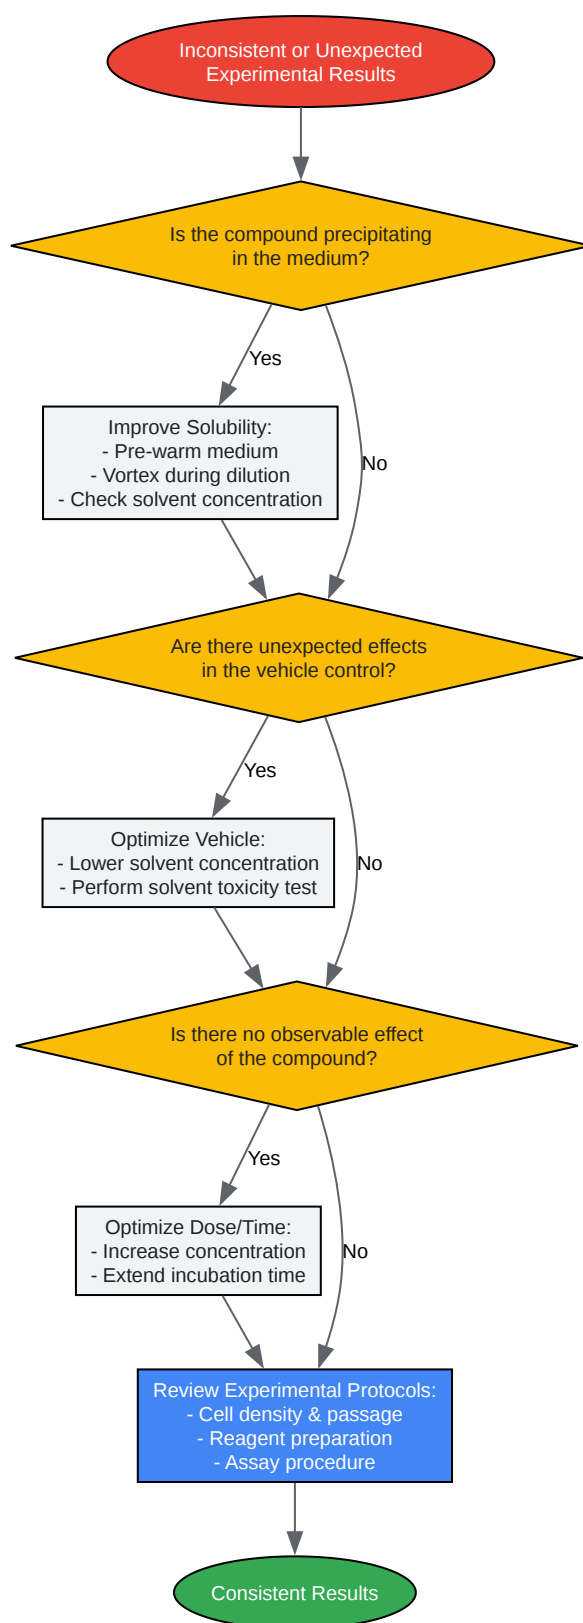 Inconsistent or Unexpected
Experimental Results
Is the compound precipitating
in the medium?
Yes
Improve Solubility:
- Pre-warm medium
- Vortex during dilution
- Check solvent concentration
No
Are there unexpected effects
in the vehicle control?
Yes
Optimize Vehicle:
- Lower solvent concentration
- Perform solvent toxicity test
No
Is there no observable effect
of the compound?
Yes
Optimize Dose/Time:
- Increase concentration
- Extend incubation time
No
Review Experimental Protocols:
- Cell density & passage
- Reagent preparation
- Assay procedure
Consistent Results